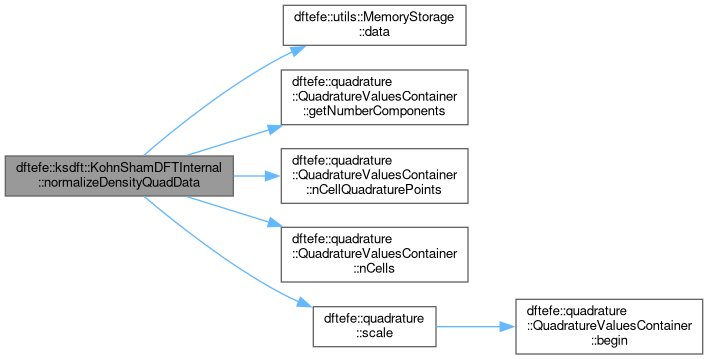 dftefe::utils::MemoryStorage
::data
dftefe::quadrature
::QuadratureValuesContainer
::getNumberComponents
dftefe::ksdft::KohnShamDFTInternal
::normalizeDensityQuadData
dftefe::quadrature
::QuadratureValuesContainer
::nCellQuadraturePoints
dftefe::quadrature
::QuadratureValuesContainer
::nCells
dftefe::quadrature
::scale
dftefe::quadrature
::QuadratureValuesContainer
::begin